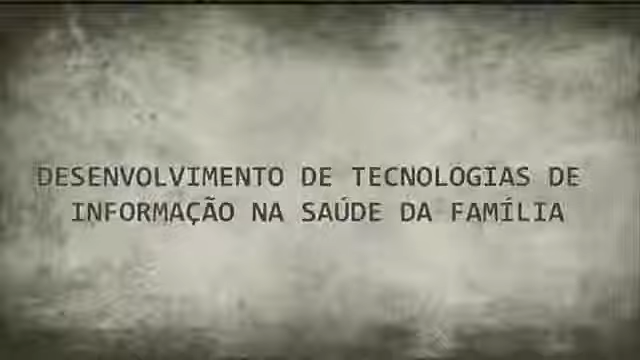 DESENVOLVIMENTO DE TECNOLOGIAS DE
INFORMAÇÃO NA SAÚDE DA FAMÍLIA